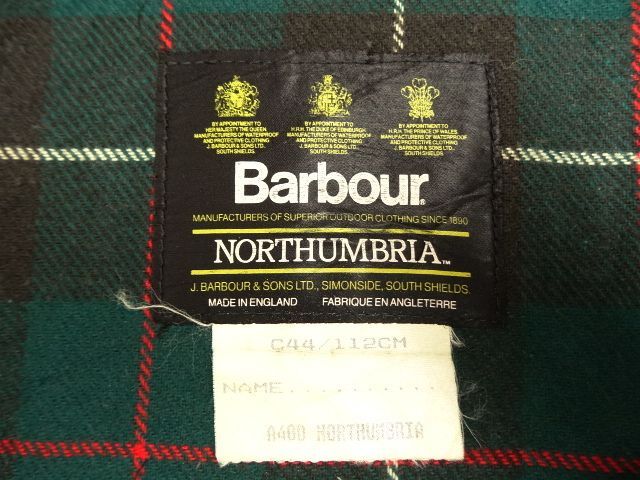 BY APPOINTMENT TO
HER MAJESTY THE QUEEN
MANUFACTURERS OF WATERPROOF
AND PROTECTIVE CLOTHING
J. BARBOUR & SONS LTD.
SOUTH SHIELDS.
BY APPOINTMENT TO
H.R.H. THE DUKE OF EDINBURGH
MANUFACTURERS OF WATERPROOF
AND PROTECTIVE CLOTHING
J. BARBOUR & SONS LTD.
SOUTH SHIELDS.
BY APPOINTMENT TO
H.R.H. THE PRINCE OF WALES
MANUFACTURERS OF WATERPROOF
AND PROTECTIVE CLOTHING
J. BARBOUR & SONS LTD.
SOUTH SHIELDS.
Barbour®
MANUFACTURERS OF SUPERIOR OUTDOOR CLOTHING SINCE 1890
NORTHUMBRIA™
J. BARBOUR & SONS LTD., SIMONSIDE, SOUTH SHIELDS.
MADE IN ENGLAND FABRIQUE EN ANGLETERRE
C44/112CM
NAME..........
A400 NORTHUMBRIA